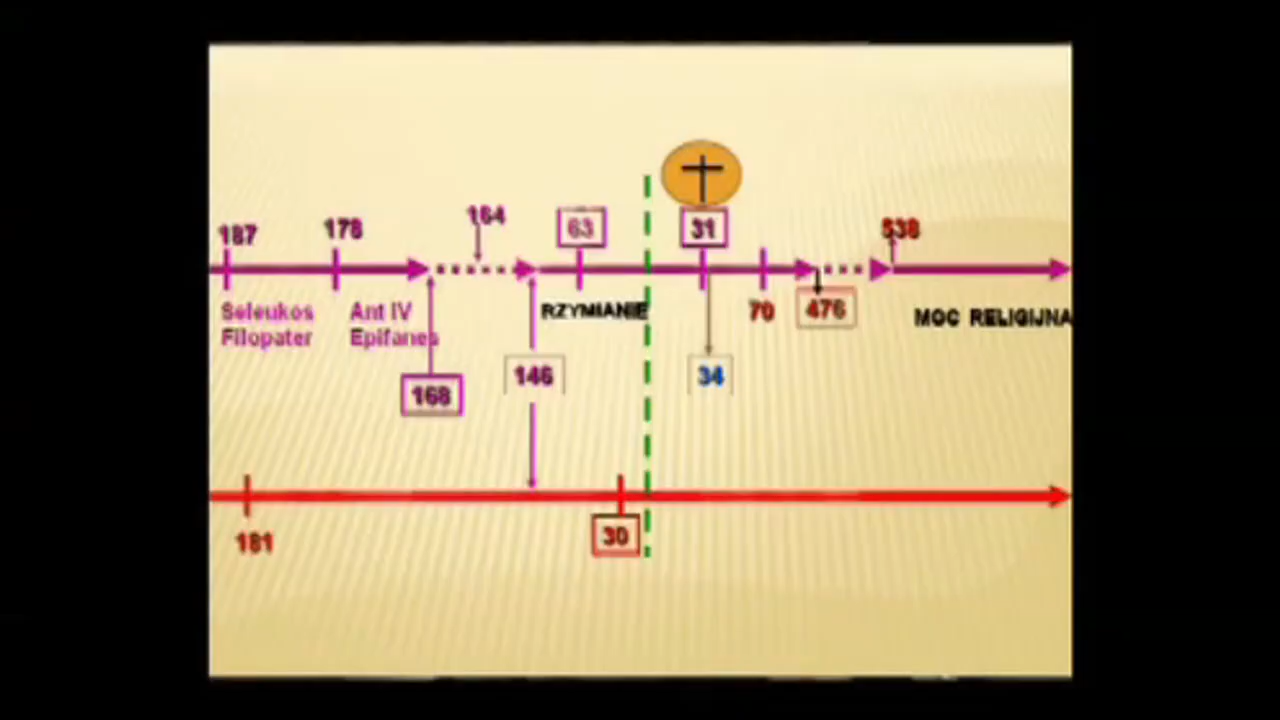 187
178
164
63
31
538
Seleukos
Filopater
Ant IV
Epifanes
RZYMIANIE
70
476
MOC RELIGIJNA
168
146
34
181
30